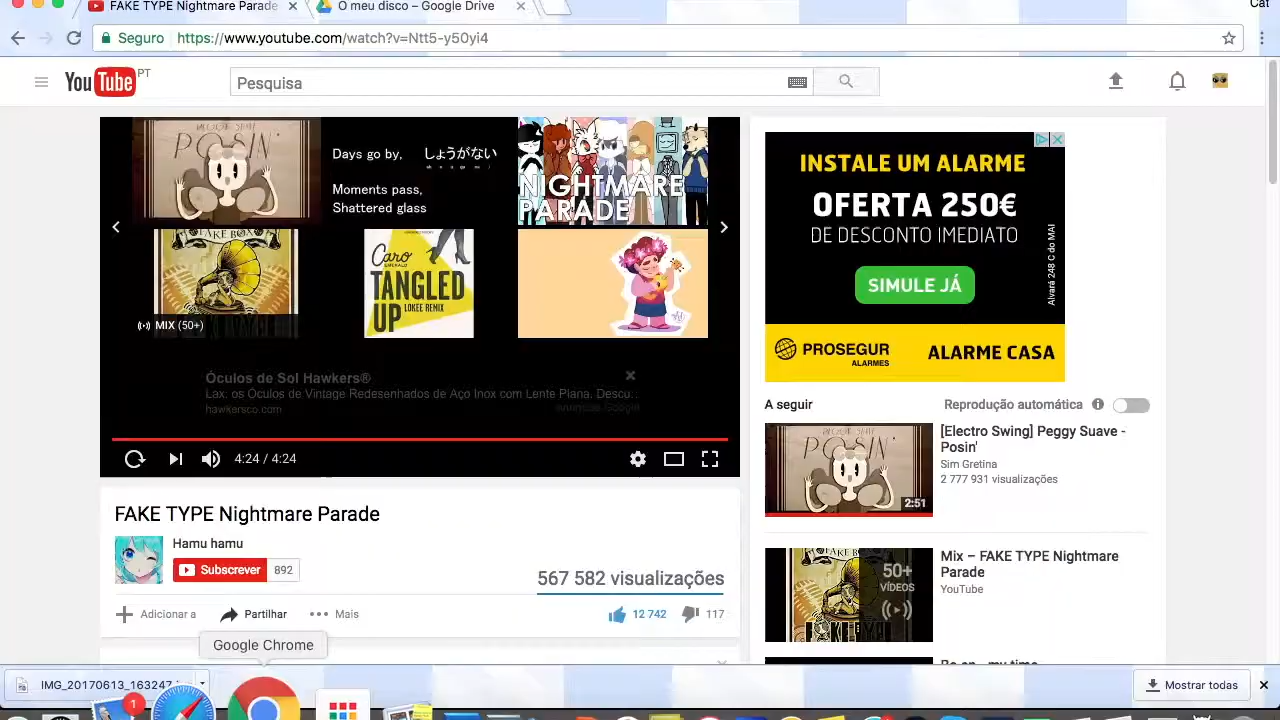 FAKE TYPE Nightmare Parade
O meu disco – Google Drive
Cat
Seguro
https://www.youtube.com/watch?v=Ntt5-y50yi4
YouTube PT
Pesquisa
POSIN'
Days go by,
しょうがない
Moments pass,
Shattered glass
NIGHTMARE
PARADE
FAKE BOX
MIX (50+)
Caro
EMERALD
TANGLED
UP
LOKEE REMIX
Óculos de Sol Hawkers®
Lax: os Óculos de Vintage Redesenhados de Aço Inox com Lente Plana. Descu..
hawkersco.com
4:24 / 4:24
INSTALE UM ALARME
OFERTA 250€
DE DESCONTO IMEDIATO
SIMULE JÁ
Alvará 248 C do MAI
PROSEGUR
ALARMES
ALARME CASA
FAKE TYPE Nightmare Parade
Hamu hamu
Subscrever
892
567 582 visualizações
Adicionar a
Partilhar
Mais
12 742
117
A seguir
Reprodução automática
POSIN'
2:51
[Electro Swing] Peggy Suave -
Posin'
Sim Gretina
2 777 931 visualizações
50+
VÍDEOS
Mix – FAKE TYPE Nightmare
Parade
YouTube
Google Chrome
IMG_20170613_163247
1
Mostrar todas